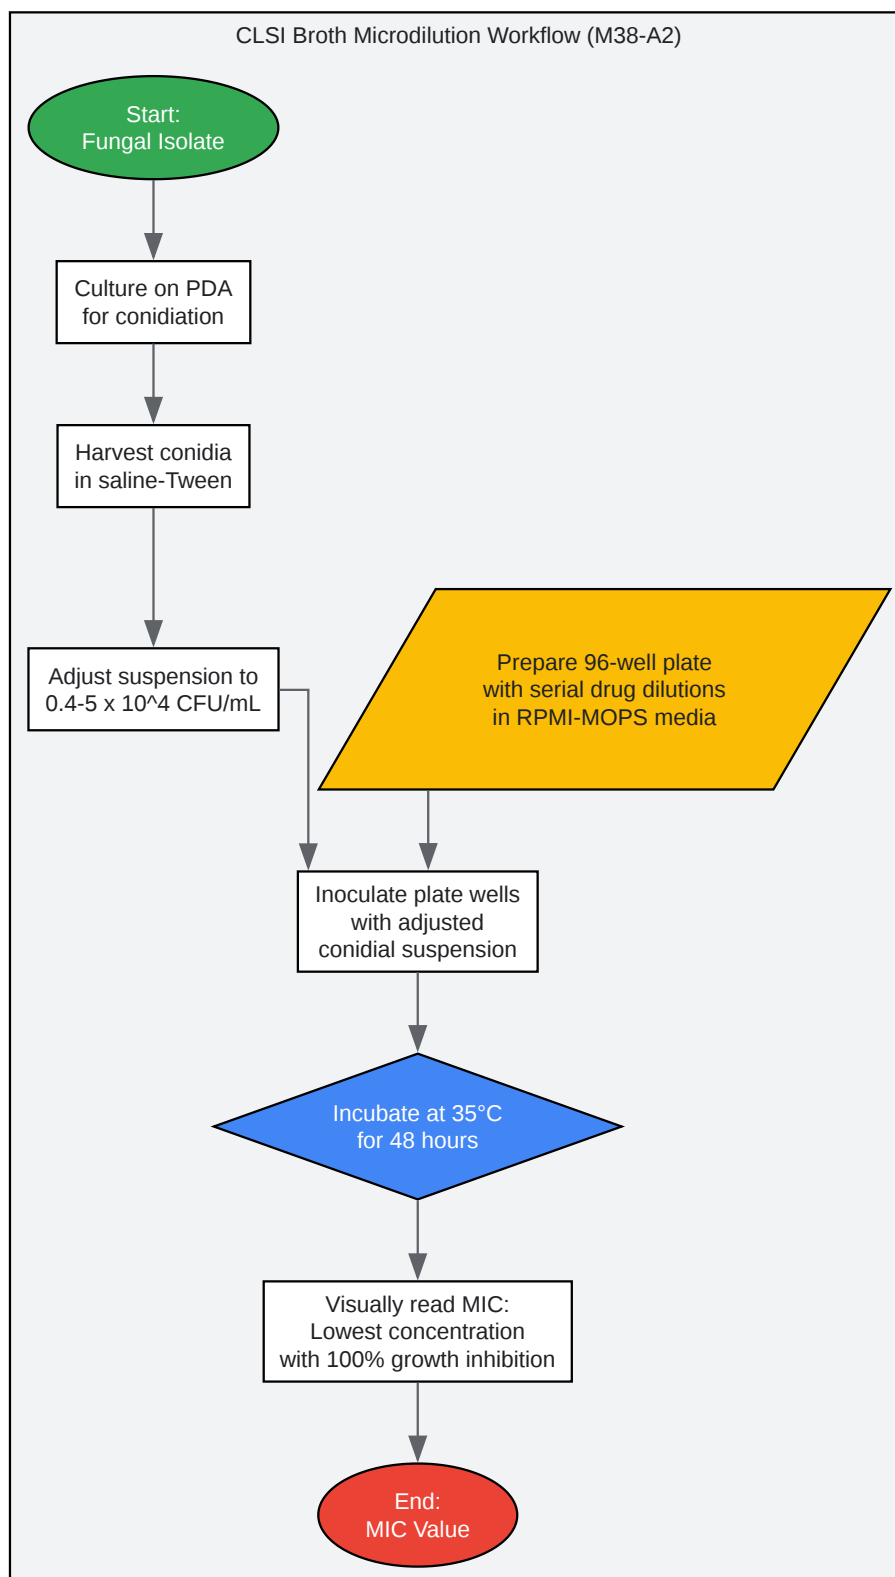 CLSI Broth Microdilution Workflow (M38-A2)
Start:
Fungal Isolate
Culture on PDA
for conidiation
Harvest conidia
in saline-Tween
Adjust suspension to
0.4-5 x 10^4 CFU/mL
Prepare 96-well plate
with serial drug dilutions
in RPMI-MOPS media
Inoculate plate wells
with adjusted
conidial suspension
Incubate at 35°C
for 48 hours
Visually read MIC:
Lowest concentration
with 100% growth inhibition
End:
MIC Value